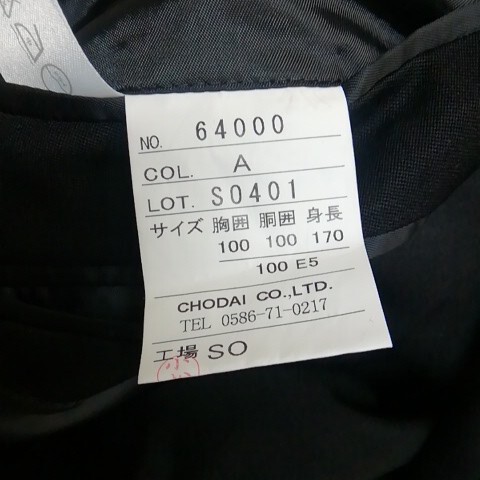 NO. 64000
COL. A
LOT. S0401
サイズ 胸囲 胴囲 身長
100 100 170
100 E5
CHODAI CO.,LTD.
TEL 0586-71-0217
工場 SO